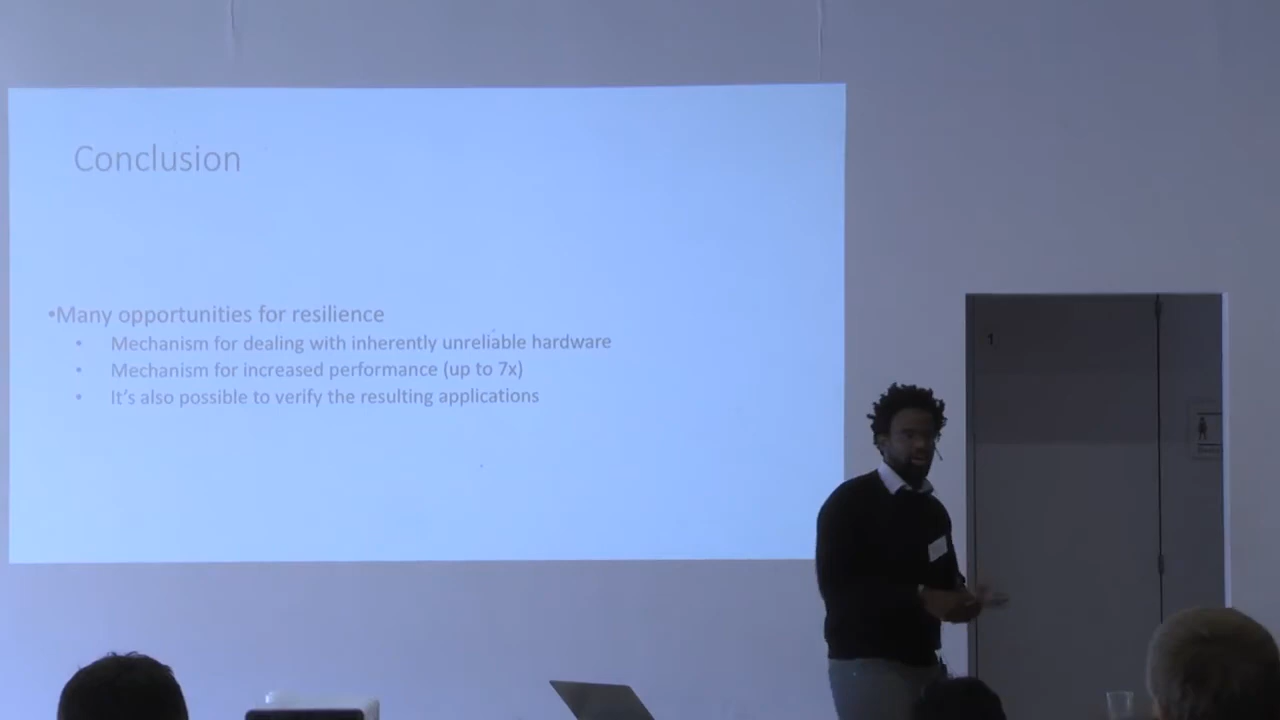 Conclusion
•Many opportunities for resilience
• Mechanism for dealing with inherently unreliable hardware
• Mechanism for increased performance (up to 7x)
• It's also possible to verify the resulting applications
1